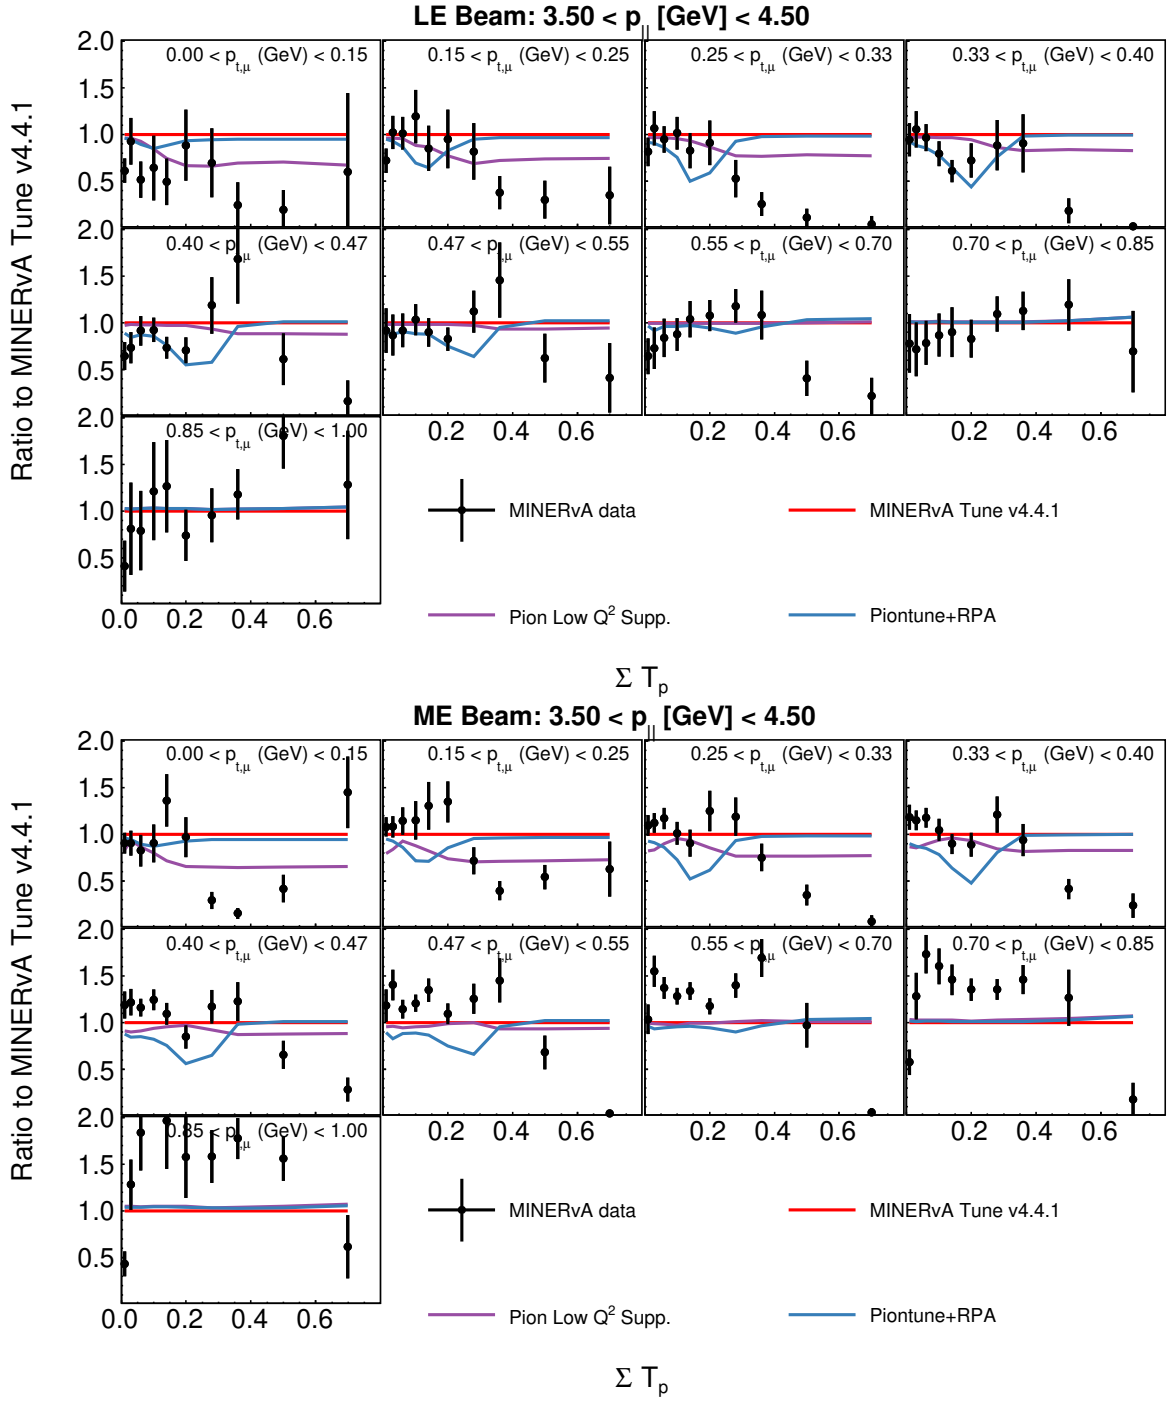 LE Beam: 3.50 < p|| [GeV] < 4.50
Ratio to MINERvA Tune v4.4.1
2.0
1.5
1.0
0.5
0.00 < pt,μ (GeV) < 0.15
0.15 < pt,μ (GeV) < 0.25
0.25 < pt,μ (GeV) < 0.33
0.33 < pt,μ (GeV) < 0.40
2.0
1.5
1.0
0.5
0.40 < pt,μ (GeV) < 0.47
0.47 < pt,μ (GeV) < 0.55
0.55 < pt,μ (GeV) < 0.70
0.70 < pt,μ (GeV) < 0.85
2.0
1.5
1.0
0.5
0.85 < pt,μ (GeV) < 1.00
0.2 0.4 0.6
0.2 0.4 0.6
0.2 0.4 0.6
0.0 0.2 0.4 0.6
MINERvA data
MINERvA Tune v4.4.1
Pion Low Q² Supp.
Piontune+RPA
Σ Tp
ME Beam: 3.50 < p|| [GeV] < 4.50
Ratio to MINERvA Tune v4.4.1
2.0
1.5
1.0
0.5
0.00 < pt,μ (GeV) < 0.15
0.15 < pt,μ (GeV) < 0.25
0.25 < pt,μ (GeV) < 0.33
0.33 < pt,μ (GeV) < 0.40
2.0
1.5
1.0
0.5
0.40 < pt,μ (GeV) < 0.47
0.47 < pt,μ (GeV) < 0.55
0.55 < pt,μ (GeV) < 0.70
0.70 < pt,μ (GeV) < 0.85
2.0
1.5
1.0
0.5
0.85 < pt,μ (GeV) < 1.00
0.2 0.4 0.6
0.2 0.4 0.6
0.2 0.4 0.6
0.0 0.2 0.4 0.6
MINERvA data
MINERvA Tune v4.4.1
Pion Low Q² Supp.
Piontune+RPA
Σ Tp